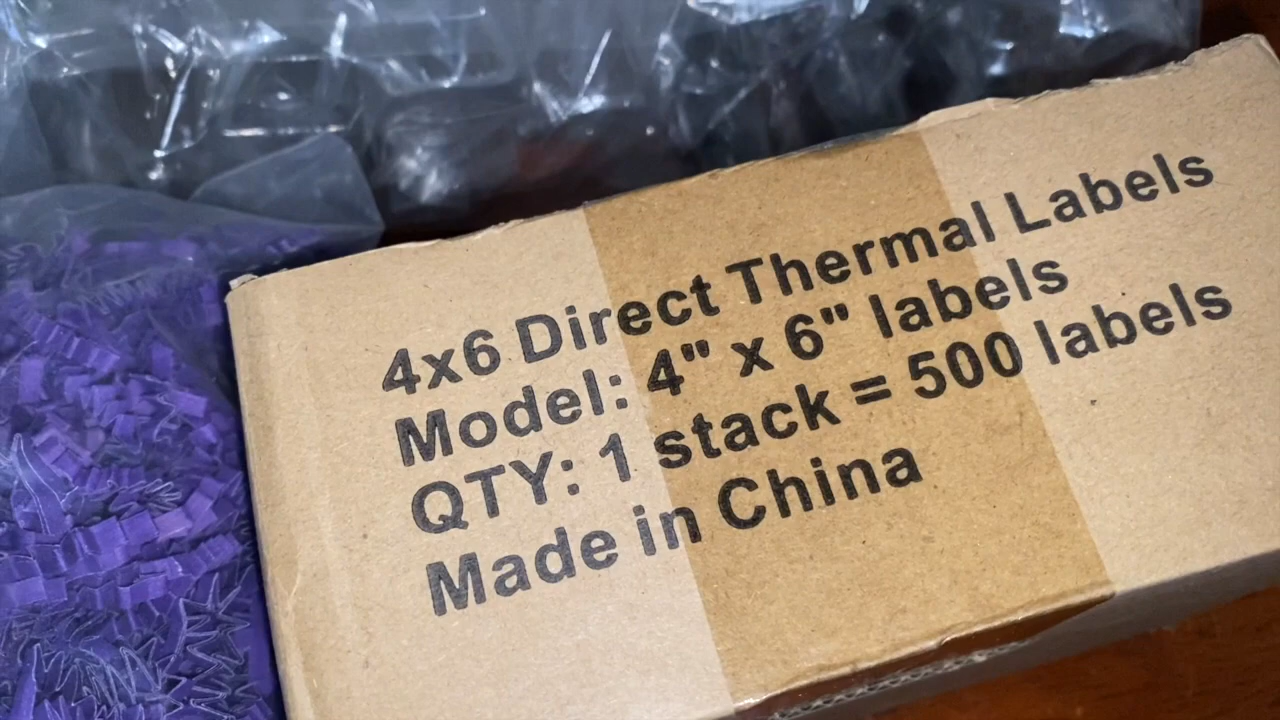 4x6 Direct Thermal Labels
Model: 4" x 6" labels
QTY: 1 stack = 500 labels
Made in China